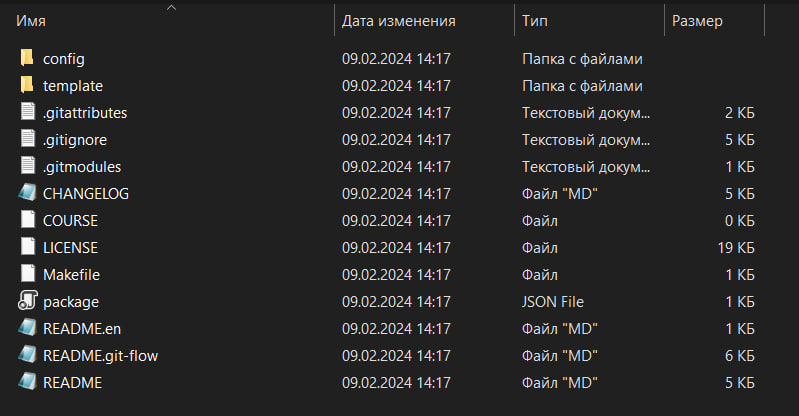 Имя Дата изменения Тип Размер
config 09.02.2024 14:17 Папка с файлами
template 09.02.2024 14:17 Папка с файлами
.gitattributes 09.02.2024 14:17 Текстовый докум... 2 КБ
.gitignore 09.02.2024 14:17 Текстовый докум... 5 КБ
.gitmodules 09.02.2024 14:17 Текстовый докум... 1 КБ
CHANGELOG 09.02.2024 14:17 Файл "MD" 5 КБ
COURSE 09.02.2024 14:17 Файл 0 КБ
LICENSE 09.02.2024 14:17 Файл 19 КБ
Makefile 09.02.2024 14:17 Файл 1 КБ
package 09.02.2024 14:17 JSON File 1 КБ
README.en 09.02.2024 14:17 Файл "MD" 1 КБ
README.git-flow 09.02.2024 14:17 Файл "MD" 6 КБ
README 09.02.2024 14:17 Файл "MD" 5 КБ